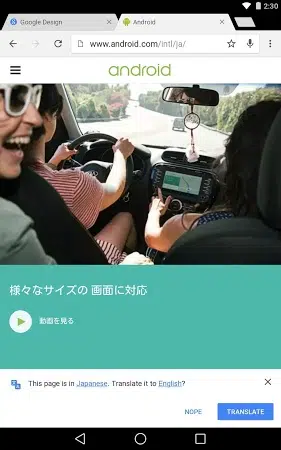 2:30
Google Design
Android
www.android.com/intl/ja/
android
様々なサイズの 画面に対応
動画を見る
This page is in Japanese. Translate it to English?
NOPE
TRANSLATE